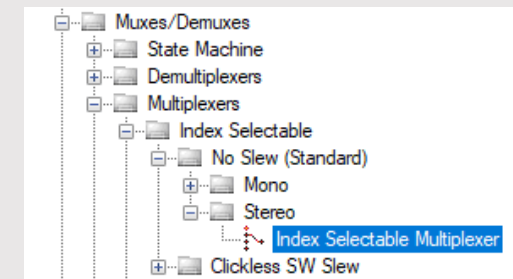 Muxes/Demuxes
State Machine
Demultiplexers
Multiplexers
Index Selectable
No Slew (Standard)
Mono
Stereo
Index Selectable Multiplexer
Clickless SW Slew